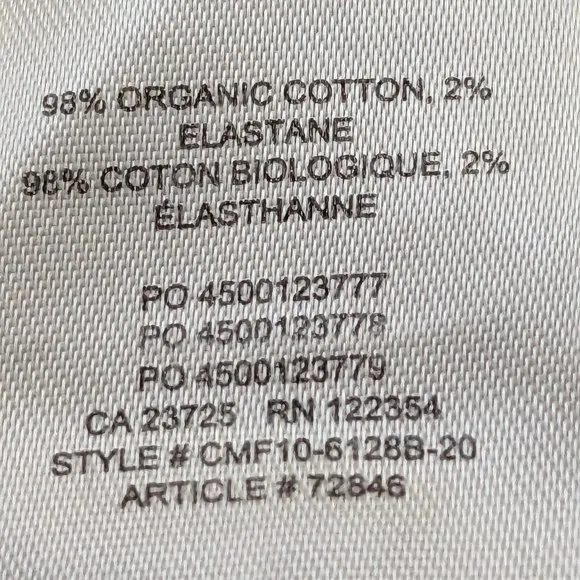 98% ORGANIC COTTON, 2%
ELASTANE
98% COTON BIOLOGIQUE, 2%
ÉLASTHANNE
PO 4500123777
PO 4500123778
PO 4500123779
CA 23725 RN 122354
STYLE # CMF10-6128B-20
ARTICLE # 72846